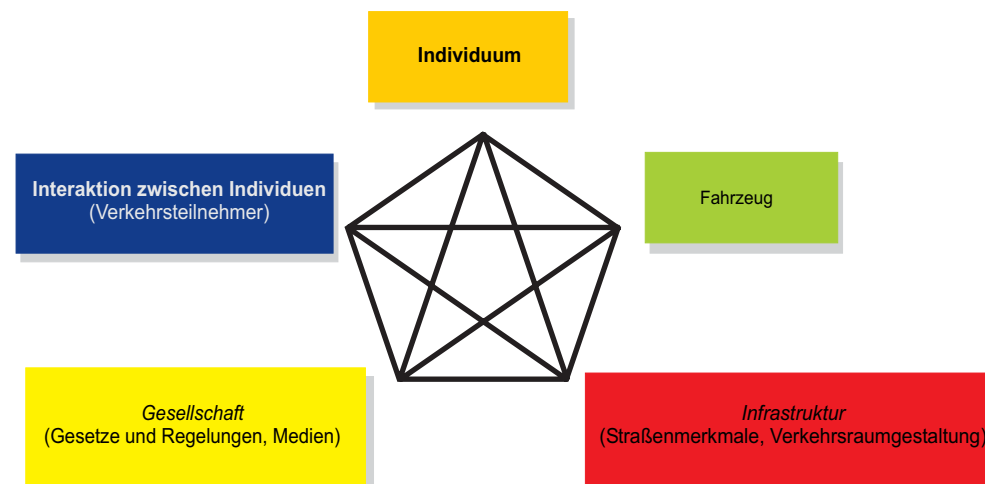 Individuum
Interaktion zwischen Individuen
(Verkehrsteilnehmer)
Fahrzeug
Gesellschaft
(Gesetze und Regelungen, Medien)
Infrastruktur
(Straßenmerkmale, Verkehrsraumgestaltung)